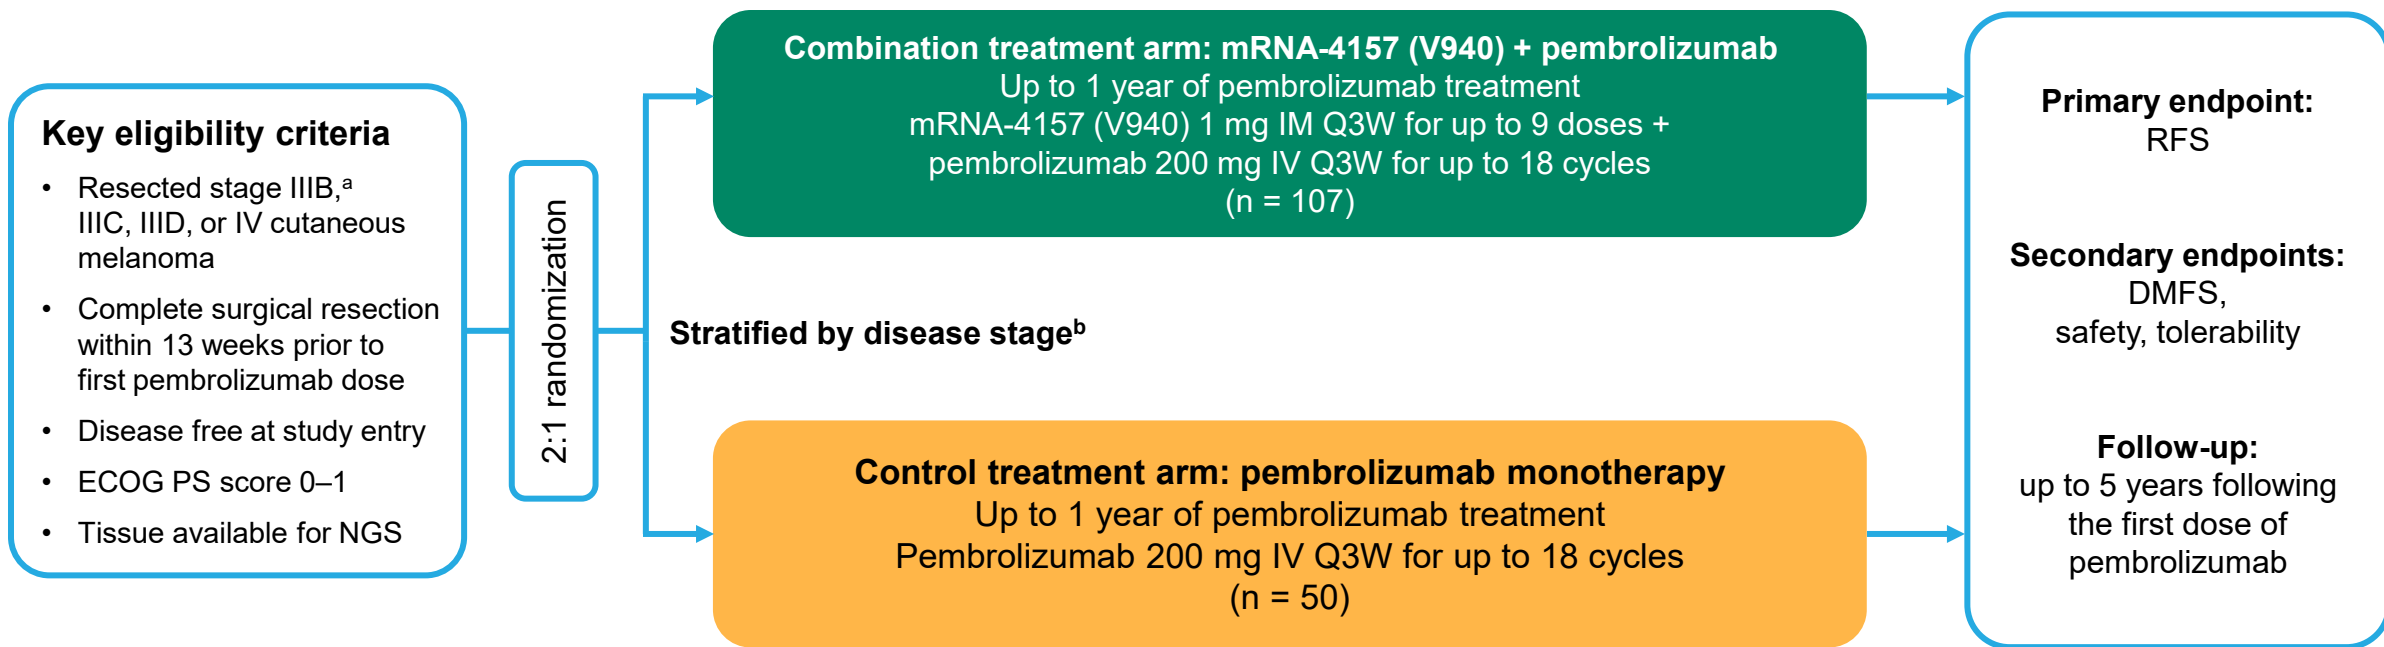 Key eligibility criteria
• Resected stage IIIB,ᵃ
IIIC, IIID, or IV cutaneous
melanoma
• Complete surgical resection
within 13 weeks prior to
first pembrolizumab dose
• Disease free at study entry
• ECOG PS score 0–1
• Tissue available for NGS
2:1 randomization
Combination treatment arm: mRNA-4157 (V940) + pembrolizumab
Up to 1 year of pembrolizumab treatment
mRNA-4157 (V940) 1 mg IM Q3W for up to 9 doses +
pembrolizumab 200 mg IV Q3W for up to 18 cycles
(n = 107)
Stratified by disease stageᵇ
Control treatment arm: pembrolizumab monotherapy
Up to 1 year of pembrolizumab treatment
Pembrolizumab 200 mg IV Q3W for up to 18 cycles
(n = 50)
Primary endpoint:
RFS
Secondary endpoints:
DMFS,
safety, tolerability
Follow-up:
up to 5 years following
the first dose of
pembrolizumab